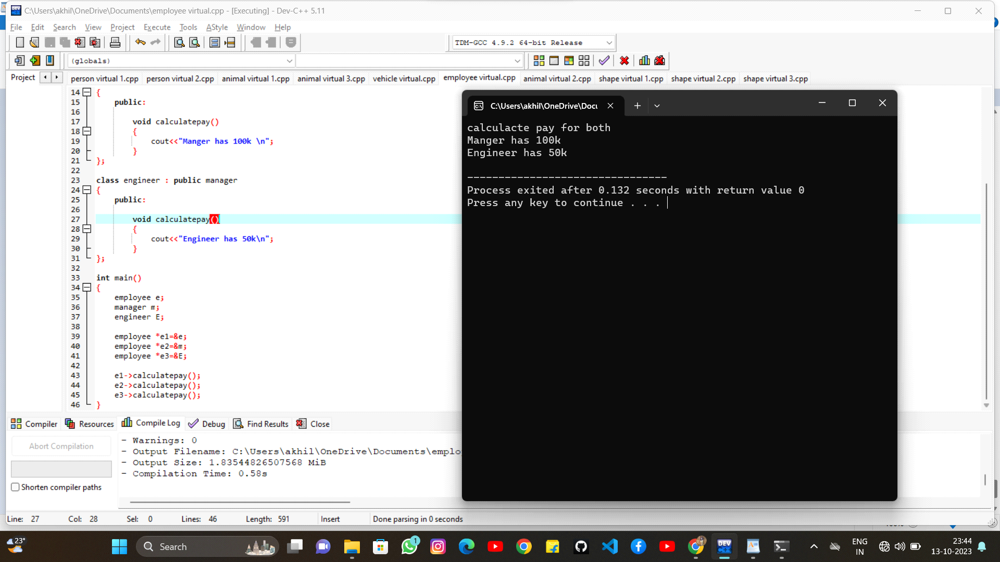 C:\Users\akhil\OneDrive\Documents\employee virtual.cpp - [Executing] - Dev-C++ 5.11
File Edit Search View Project Execute Tools AStyle Window Help
TDM-GCC 4.9.2 64-bit Release
(globals)
Project
person virtual 1.cpp person virtual 2.cpp animal virtual 1.cpp animal virtual 3.cpp vehicle virtual.cpp employee virtual.cpp animal virtual 2.cpp shape virtual 1.cpp shape virtual 2.cpp shape virtual 3.cpp
14 {
15 public:
16
17 void calculatepay()
18 {
19 cout<<"Manger has 100k \n";
20 }
21 };
22
23 class engineer : public manager
24 {
25 public:
26
27 void calculatepay()
28 {
29 cout<<"Engineer has 50k\n";
30 }
31 };
32
33 int main()
34 {
35 employee e;
36 manager m;
37 engineer E;
38
39 employee *e1=&e;
40 employee *e2=&m;
41 employee *e3=&E;
42
43 e1->calculatepay();
44 e2->calculatepay();
45 e3->calculatepay();
46 }
C:\Users\akhil\OneDrive\Docu
calculacte pay for both
Manger has 100k
Engineer has 50k
--------------------------------
Process exited after 0.132 seconds with return value 0
Press any key to continue . . .
Compiler Resources Compile Log Debug Find Results Close
Abort Compilation
Shorten compiler paths
- Warnings: 0
- Output Filename: C:\Users\akhil\OneDrive\Documents\emplo
- Output Size: 1.83544826507568 MiB
- Compilation Time: 0.58s
Line: 27 Col: 28 Sel: 0 Lines: 46 Length: 591 Insert Done parsing in 0 seconds
23°
Search
1
DEV C++
ENG
IN
23:44
13-10-2023